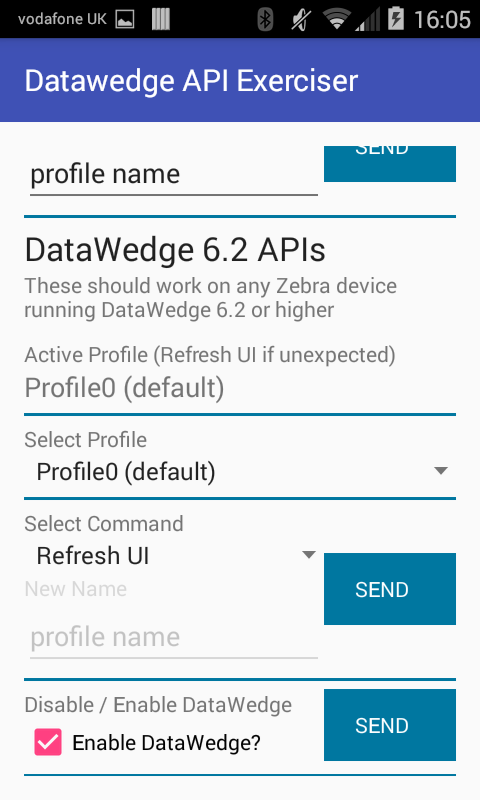 vodafone UK
16:05
Datawedge API Exerciser
SEND
profile name
DataWedge 6.2 APIs
These should work on any Zebra device
running DataWedge 6.2 or higher
Active Profile (Refresh UI if unexpected)
Profile0 (default)
Select Profile
Profile0 (default)
Select Command
Refresh UI
New Name
SEND
profile name
Disable / Enable DataWedge
SEND
Enable DataWedge?